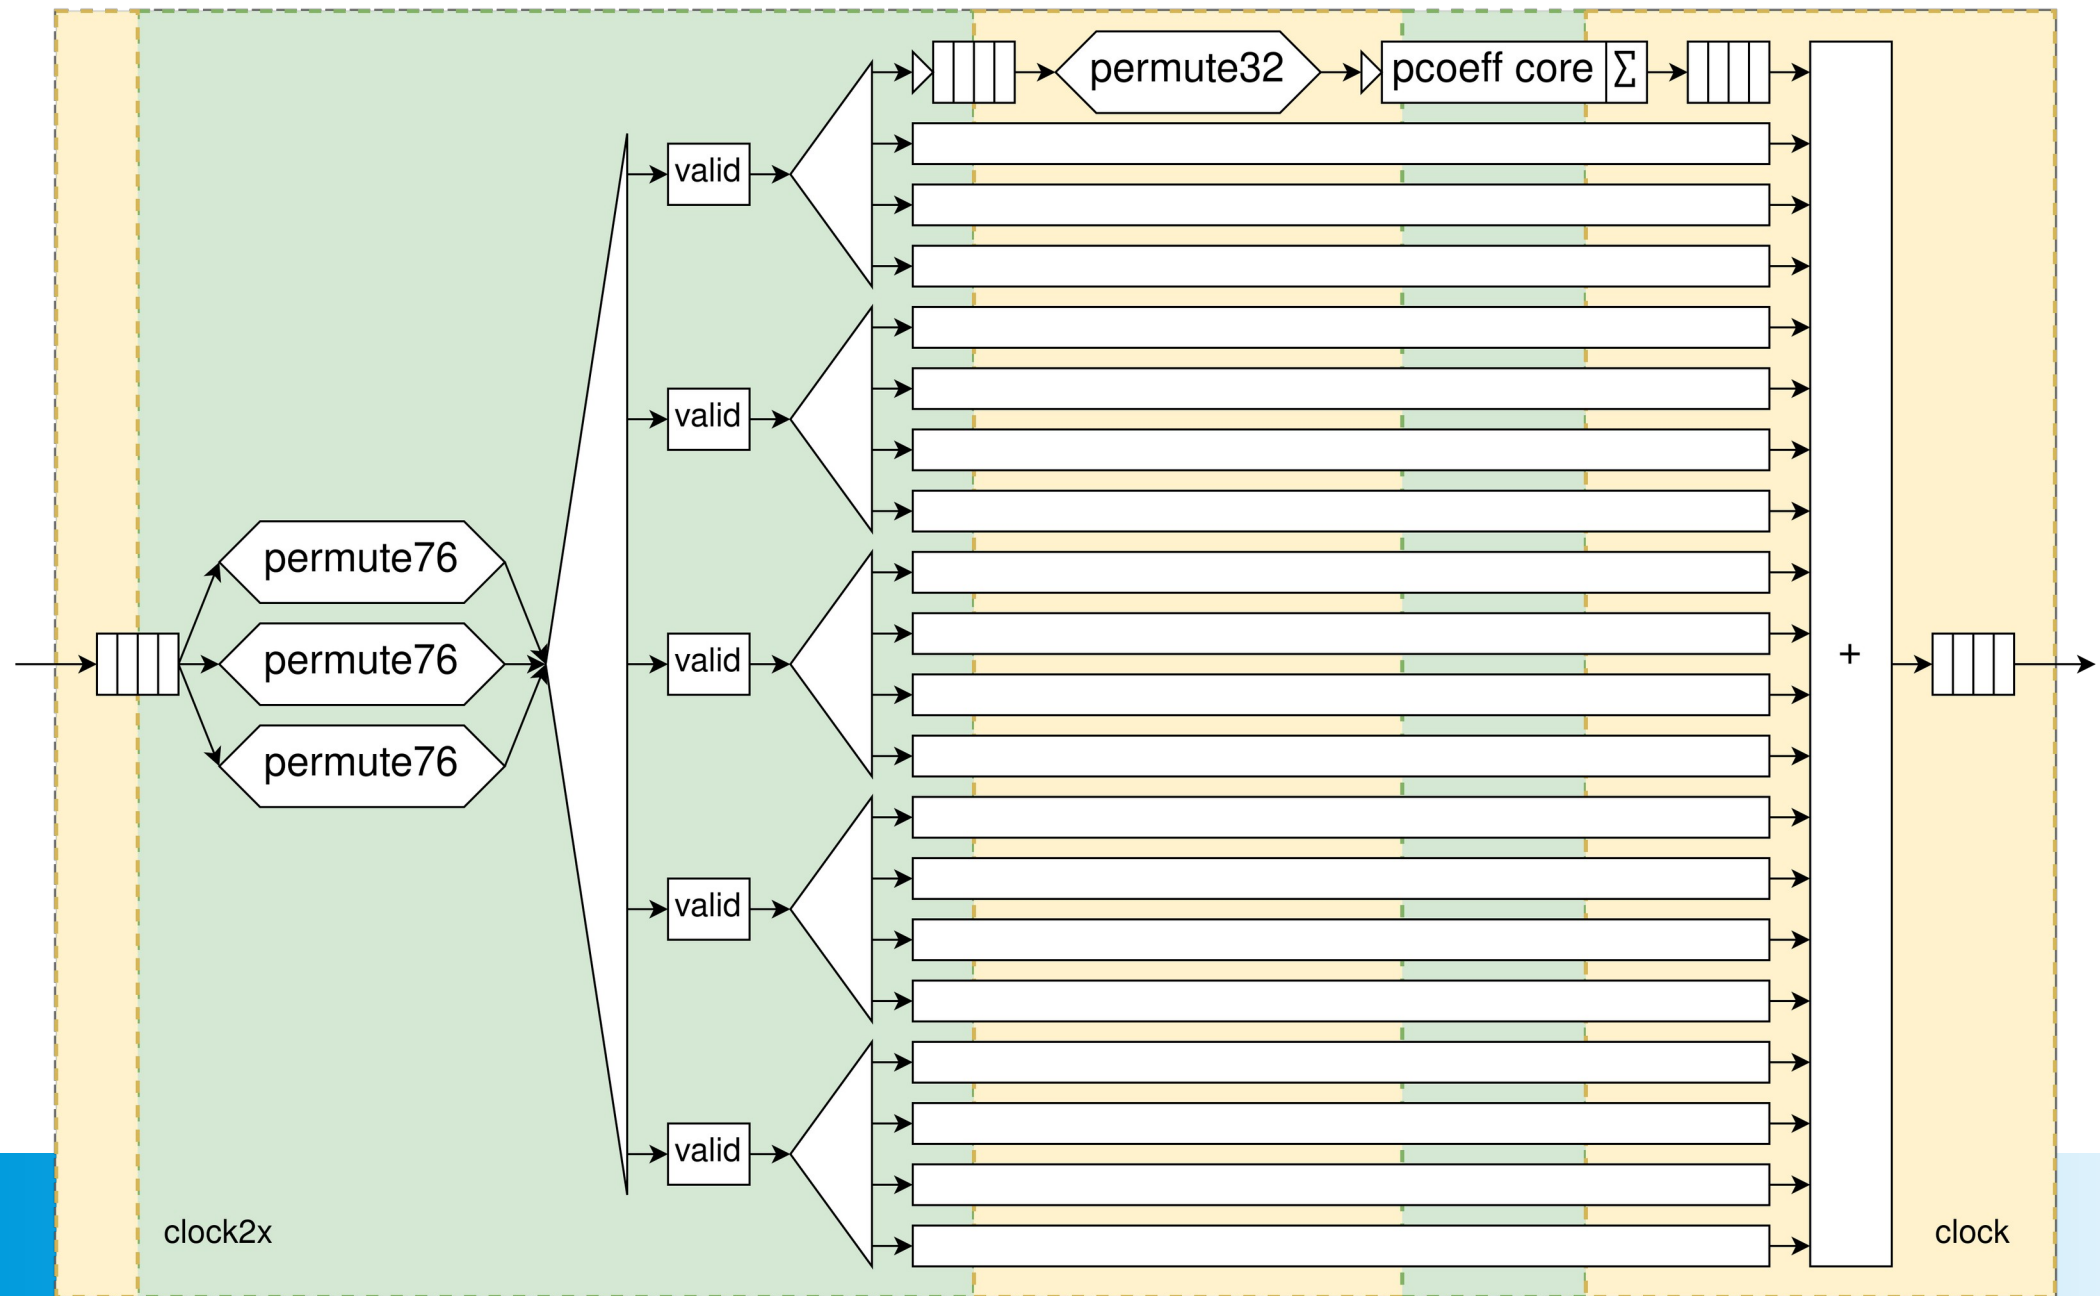 permute32
pcoeff core
Σ
valid
valid
permute76
permute76
valid
+
permute76
valid
valid
clock2x
clock